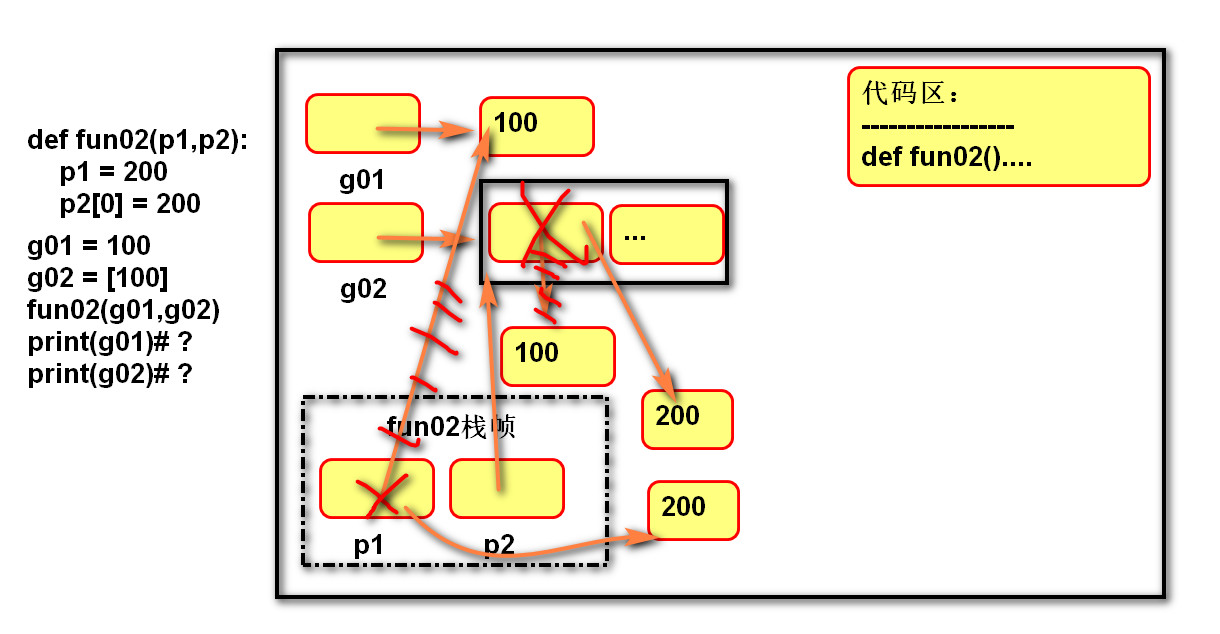 def fun02(p1,p2):
p1 = 200
p2[0] = 200
g01 = 100
g02 = [100]
fun02(g01,g02)
print(g01)# ?
print(g02)# ?
100
g01
...
g02
100
200
fun02栈帧
200
p1
p2
代码区：
-----------------
def fun02()....